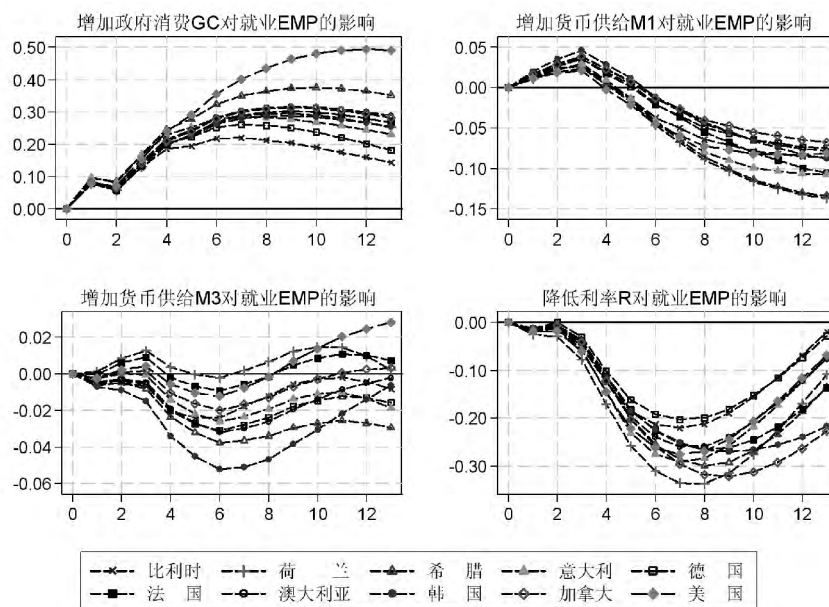 增加政府消费GC对就业EMP的影响
0.50
0.40
0.30
0.20
0.10
0.00
0 2 4 6 8 10 12
增加货币供给M1对就业EMP的影响
0.05
0.00
-0.05
-0.10
-0.15
0 2 4 6 8 10 12
增加货币供给M3对就业EMP的影响
0.02
0.00
-0.02
-0.04
-0.06
0 2 4 6 8 10 12
降低利率R对就业EMP的影响
0.00
-0.10
-0.20
-0.30
0 2 4 6 8 10 12
比利时 荷 兰 希 腊 意大利 德 国
法 国 澳大利亚 韩 国 加拿大 美 国